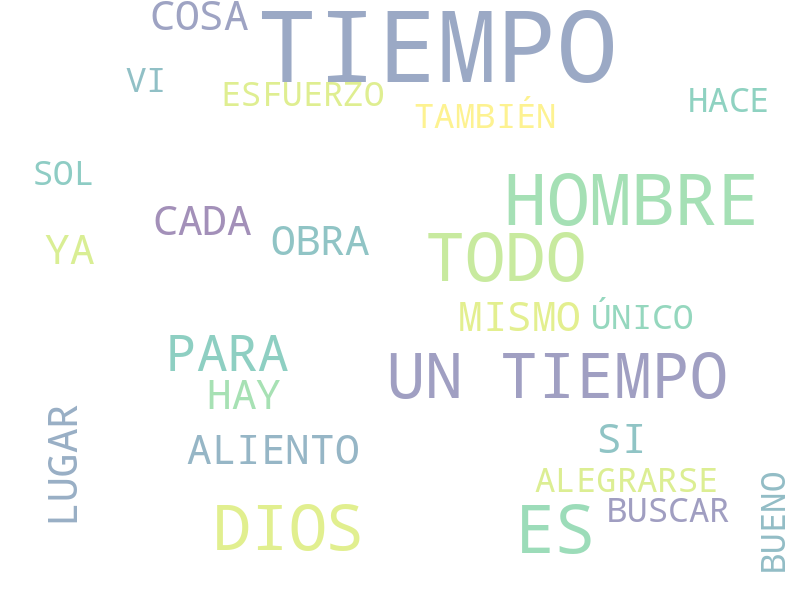 COSA
TIEMPO
VI
ESFUERZO
TAMBIÉN
HACE
SOL
HOMBRE
CADA
OBRA
YA
TODO
MISMO
ÚNICO
PARA
UN TIEMPO
HAY
LUGAR
ALIENTO
SI
ALEGRARSE
BUSCAR
BUENO
DIOS
ES